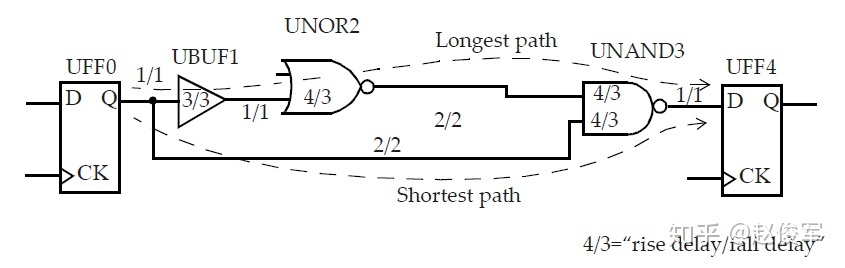 UNOR2
Longest path
UNAND3
UFF0
1/1
UBUF1
UFF4
D
Q
3/3
1/1
4/3
4/3
4/3
1/1
D
Q
2/2
2/2
CK
CK
Shortest path
知乎 @赵俊军
4/3=“rise delay/fall delay”